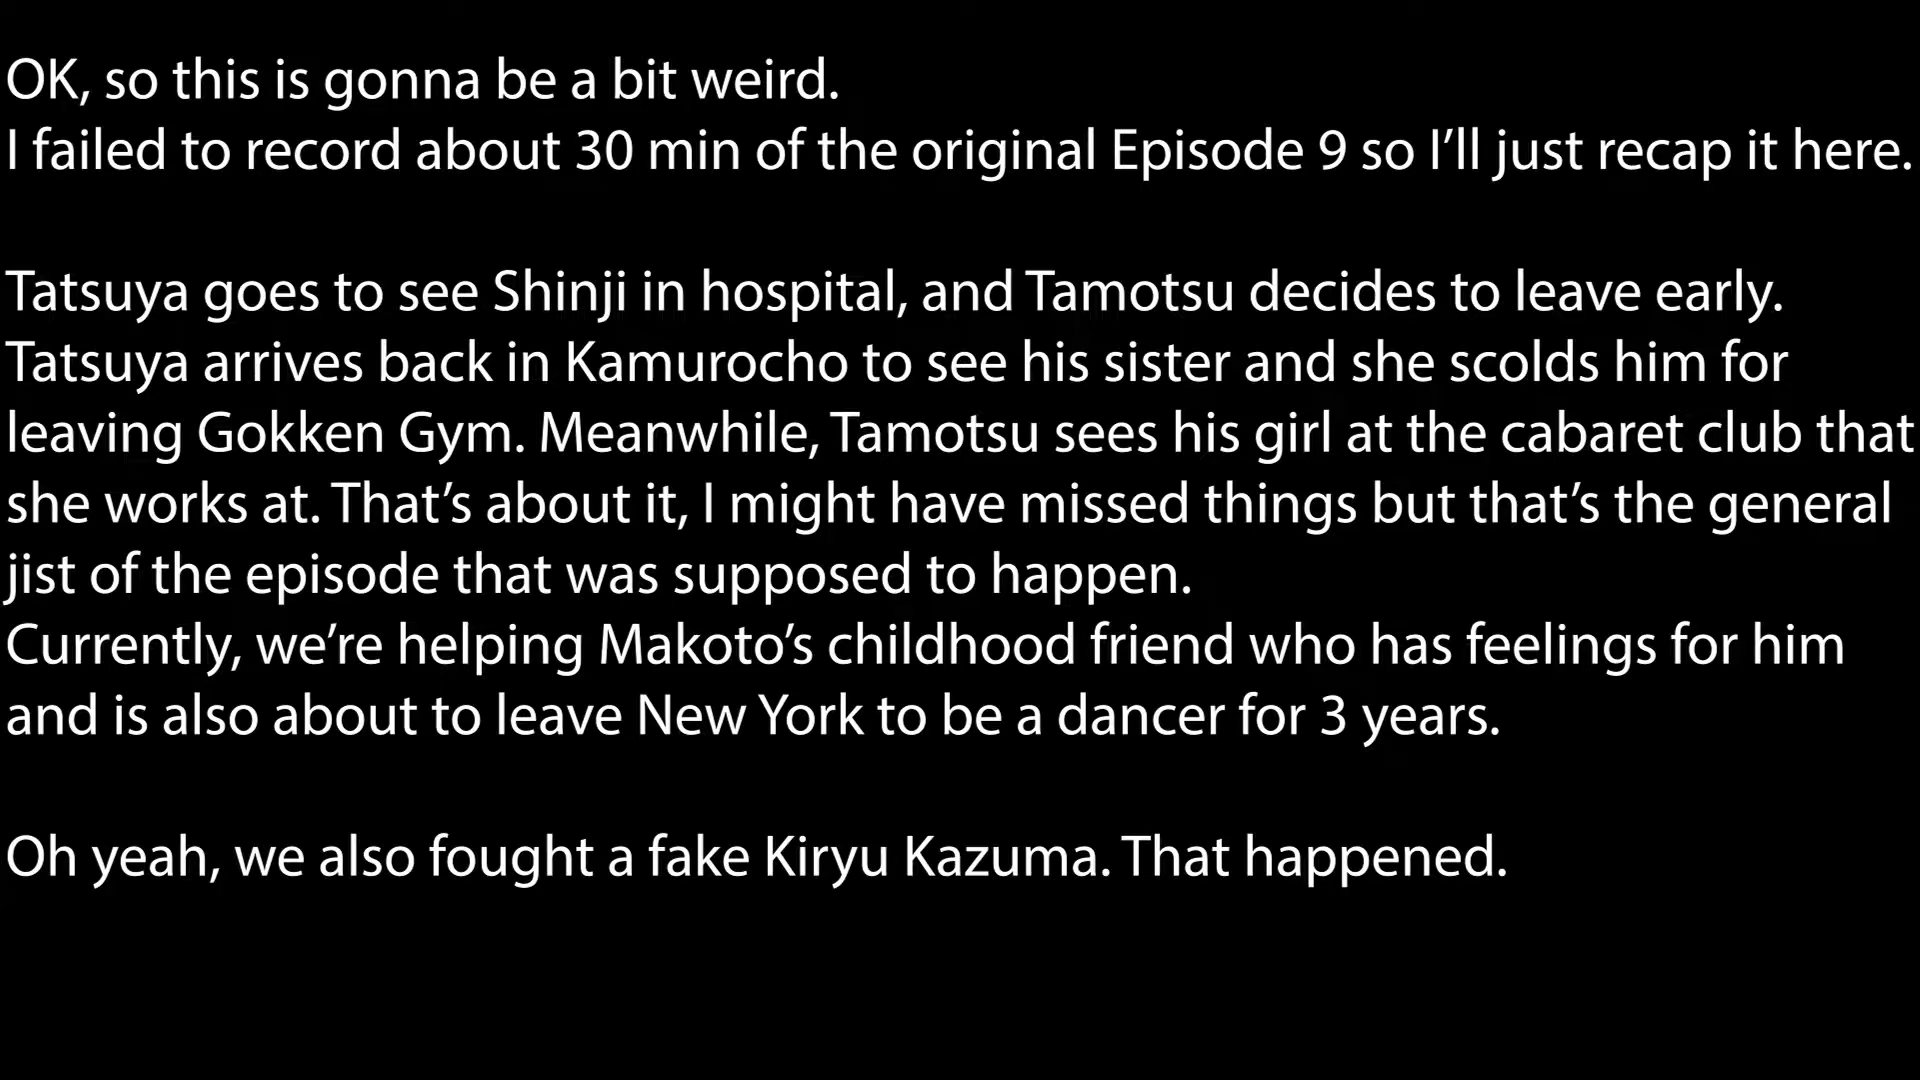 OK, so this is gonna be a bit weird.
I failed to record about 30 min of the original Episode 9 so I’ll just recap it here.
Tatsuya goes to see Shinji in hospital, and Tamotsu decides to leave early.
Tatsuya arrives back in Kamurocho to see his sister and she scolds him for
leaving Gokken Gym. Meanwhile, Tamotsu sees his girl at the cabaret club that
she works at. That’s about it, I might have missed things but that’s the general
jist of the episode that was supposed to happen.
Currently, we’re helping Makoto’s childhood friend who has feelings for him
and is also about to leave New York to be a dancer for 3 years.
Oh yeah, we also fought a fake Kiryu Kazuma. That happened.